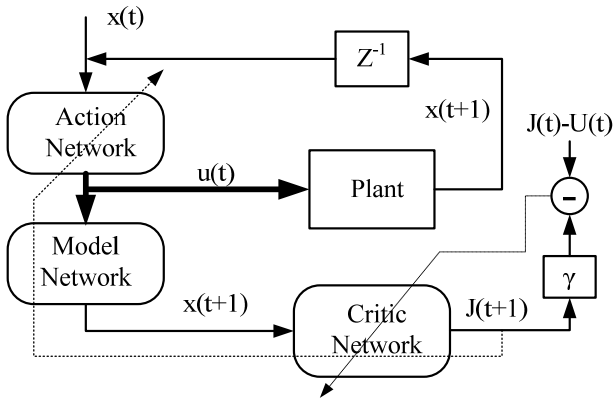 x(t)
Z⁻¹
Action
Network
x(t+1)
J(t)-U(t)
u(t)
Plant
-
Model
Network
γ
x(t+1)
Critic
Network
J(t+1)